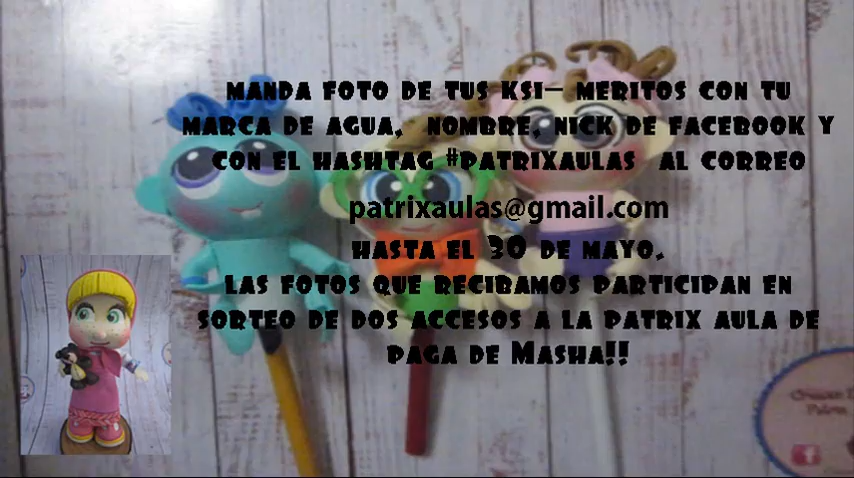 MANDA FOTO DE TUS KSI- MERITOS CON TU
MARCA DE AGUA, NOMBRE, NICK DE FACEBOOK Y
CON EL HASHTAG #PATRIXAULAS AL CORREO
patrixaulas@gmail.com
HASTA EL 30 DE MAYO.
LAS FOTOS QUE RECIBAMOS PARTICIPAN EN
SORTEO DE DOS ACCESOS A LA PATRIX AULA DE
PAGA DE MASHA!!
f